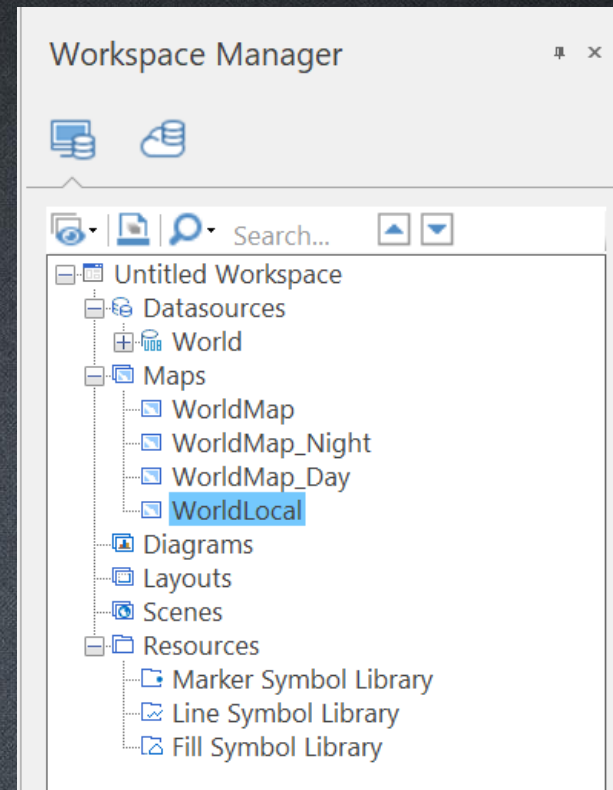 Workspace Manager
Search...
Untitled Workspace
Datasources
World
Maps
WorldMap
WorldMap_Night
WorldMap_Day
WorldLocal
Diagrams
Layouts
Scenes
Resources
Marker Symbol Library
Line Symbol Library
Fill Symbol Library